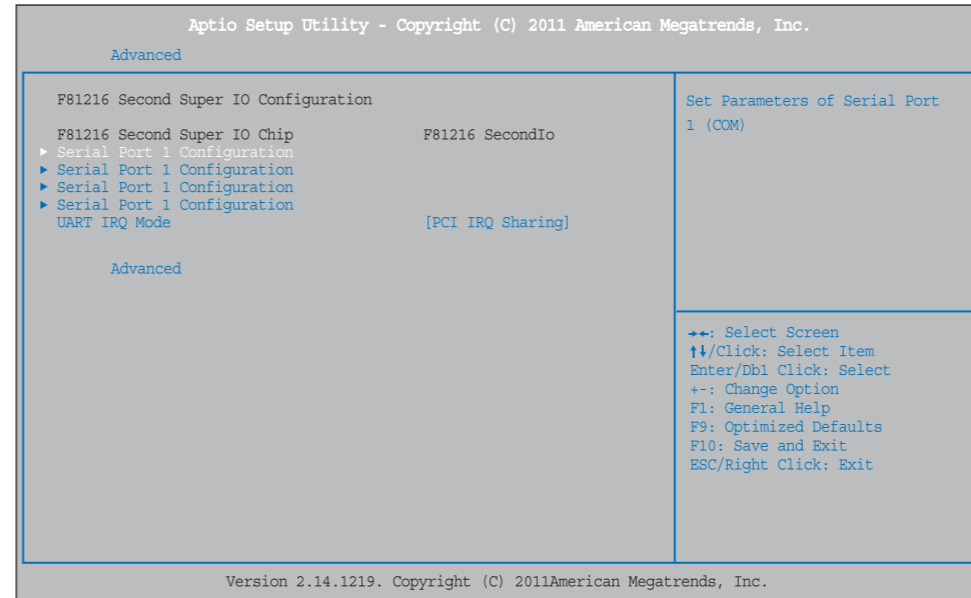 Aptio Setup Utility - Copyright (C) 2011 American Megatrends, Inc.
Advanced
F81216 Second Super IO Configuration
F81216 Second Super IO Chip F81216 SecondIo
▶ Serial Port 1 Configuration
▶ Serial Port 1 Configuration
▶ Serial Port 1 Configuration
▶ Serial Port 1 Configuration
UART IRQ Mode [PCI IRQ Sharing]
Advanced
Set Parameters of Serial Port
1 (COM)
→←: Select Screen
↑↓/Click: Select Item
Enter/Db1 Click: Select
+-: Change Option
F1: General Help
F9: Optimized Defaults
F10: Save and Exit
ESC/Right Click: Exit
Version 2.14.1219. Copyright (C) 2011American Megatrends, Inc.